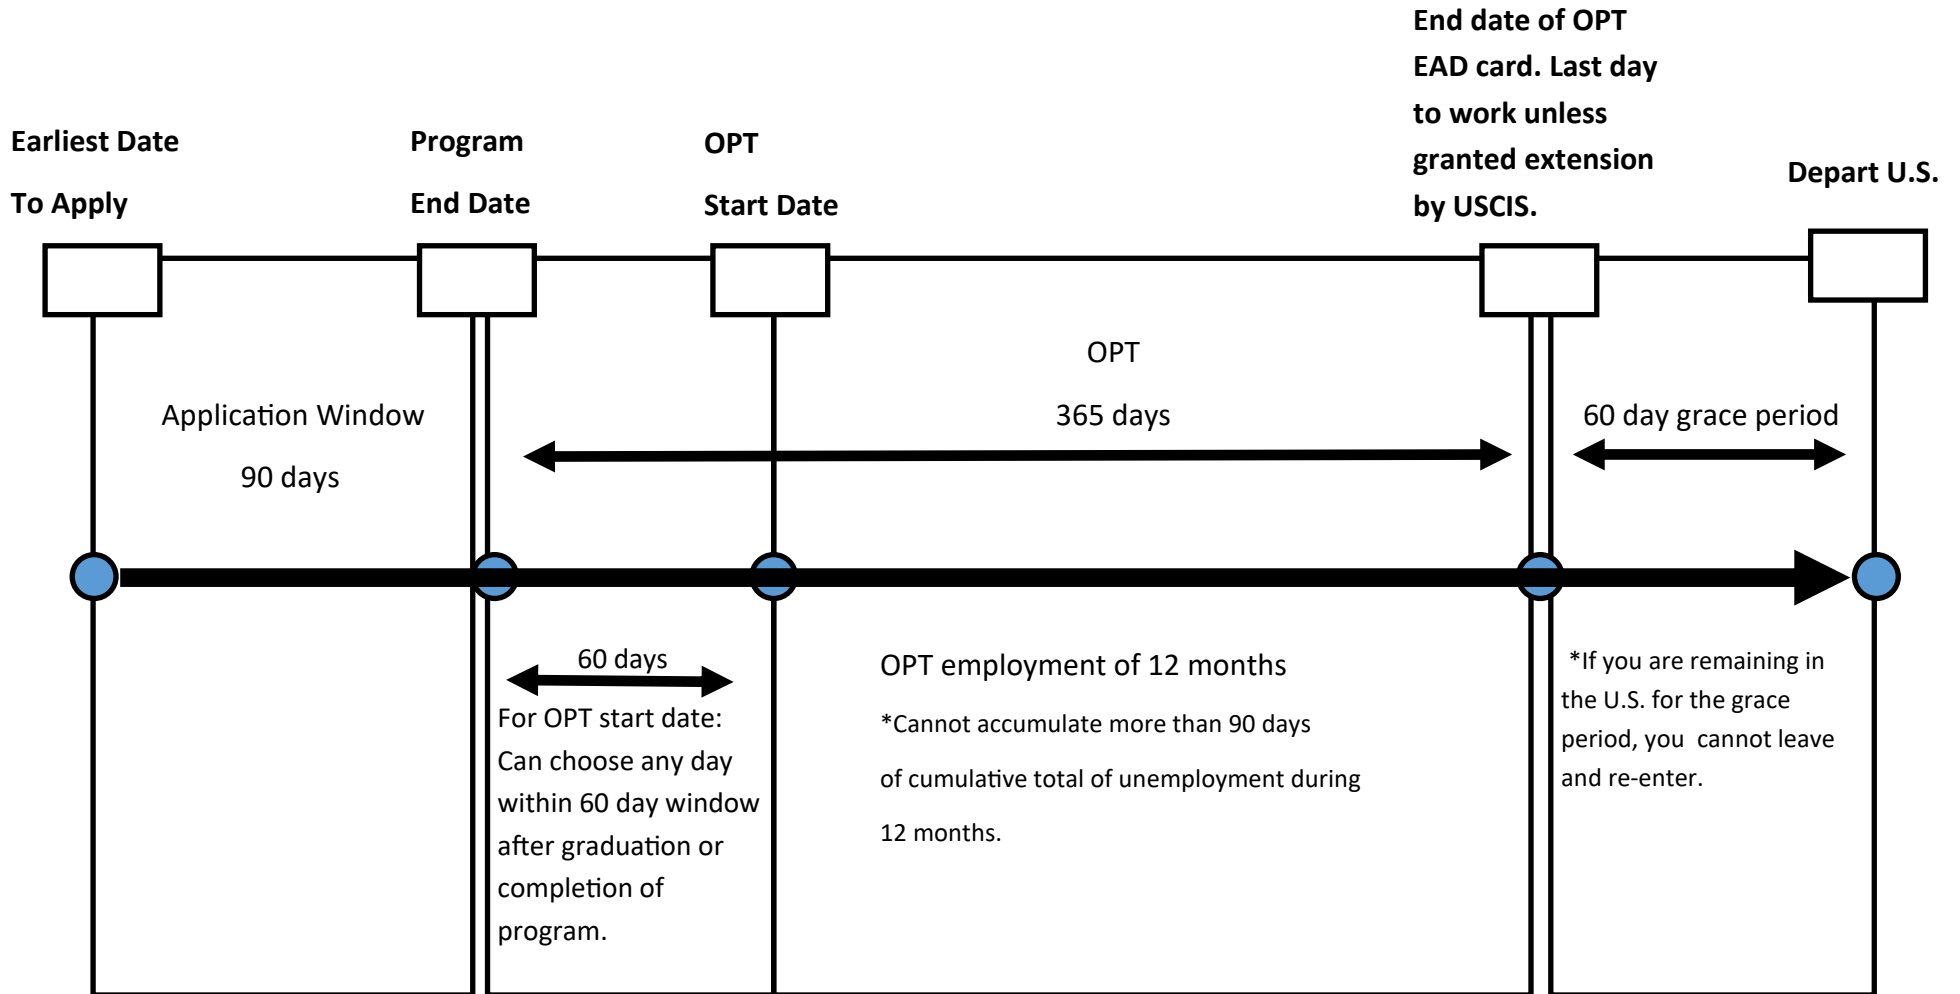 Earliest Date
To Apply
Program
End Date
OPT
Start Date
End date of OPT
EAD card. Last day
to work unless
granted extension
by USCIS.
Depart U.S.
Application Window
90 days
OPT
365 days
60 day grace period
60 days
For OPT start date:
Can choose any day
within 60 day window
after graduation or
completion of
program.
OPT employment of 12 months
*Cannot accumulate more than 90 days
of cumulative total of unemployment during
12 months.
*If you are remaining in
the U.S. for the grace
period, you cannot leave
and re-enter.